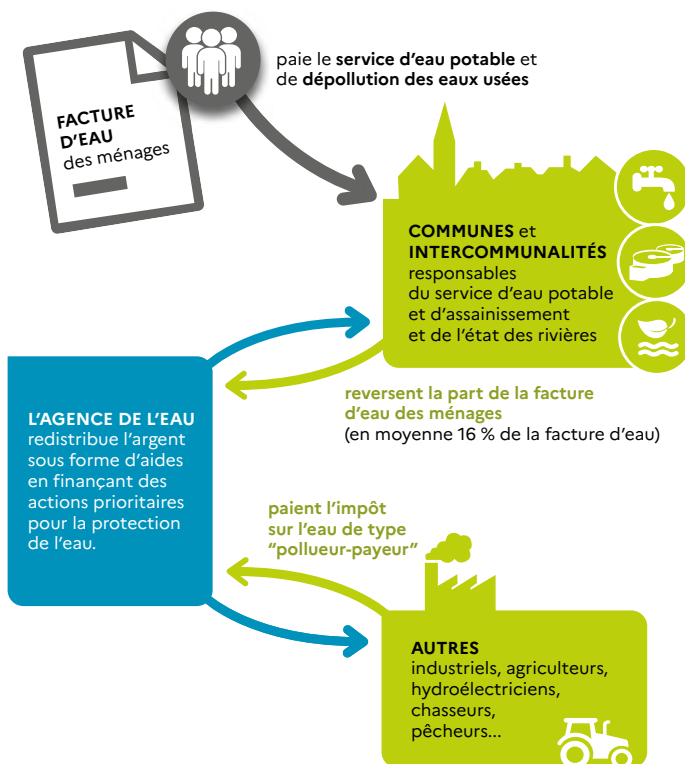 FACTURE
D'EAU
des ménages
paie le service d'eau potable et
de dépollution des eaux usées
COMMUNES et
INTERCOMMUNALITÉS
responsables
du service d'eau potable
et d'assainissement
et de l'état des rivières
reversent la part de la facture
d'eau des ménages
(en moyenne 16 % de la facture d'eau)
L'AGENCE DE L'EAU
redistribue l'argent
sous forme d'aides
en finançant des
actions prioritaires
pour la protection
de l'eau.
paient l'impôt
sur l'eau de type
“pollueur-payeur”
AUTRES
industriels, agriculteurs,
hydroélectriciens,
chasseurs,
pêcheurs...